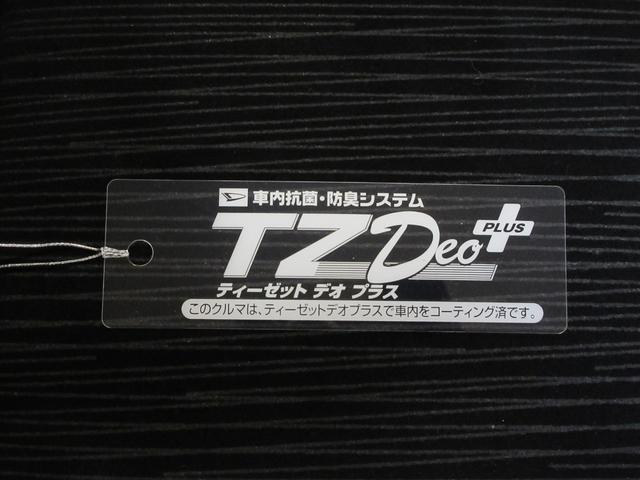 車内抗菌・防臭システム
TZ Deo PLUS
ティーゼット デオ プラス
このクルマは、ティーゼットデオプラスで車内をコーティング済です。